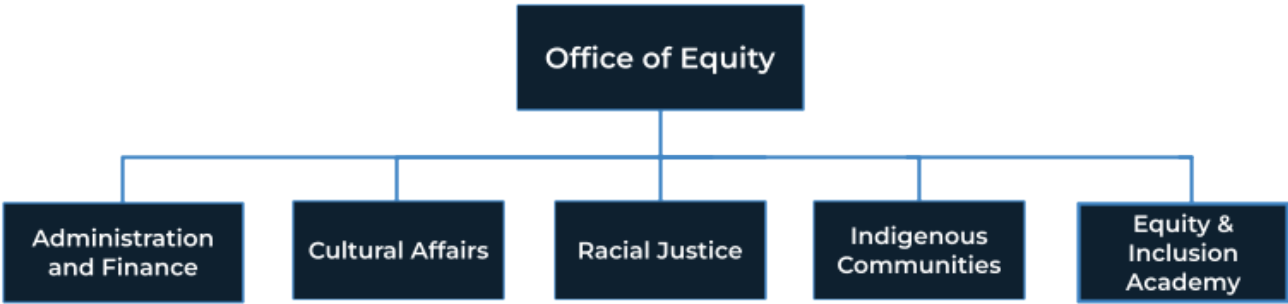 Office of Equity
Administration
and Finance
Cultural Affairs
Racial Justice
Indigenous
Communities
Equity &
Inclusion
Academy